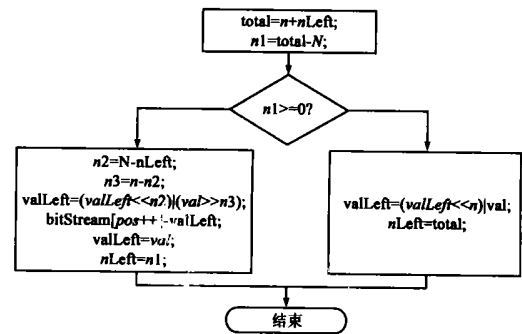 total=n+nLeft;
n1=total-N;
n1>=0?
n2=N-nLeft;
n3=n-n2;
valLeft=(valLeft<<n2)|(val>>n3);
bitStream[pos++]=valLeft;
valLeft=val;
nLeft=n1;
valLeft=(valLeft<<n)|val;
nLeft=total;
结束